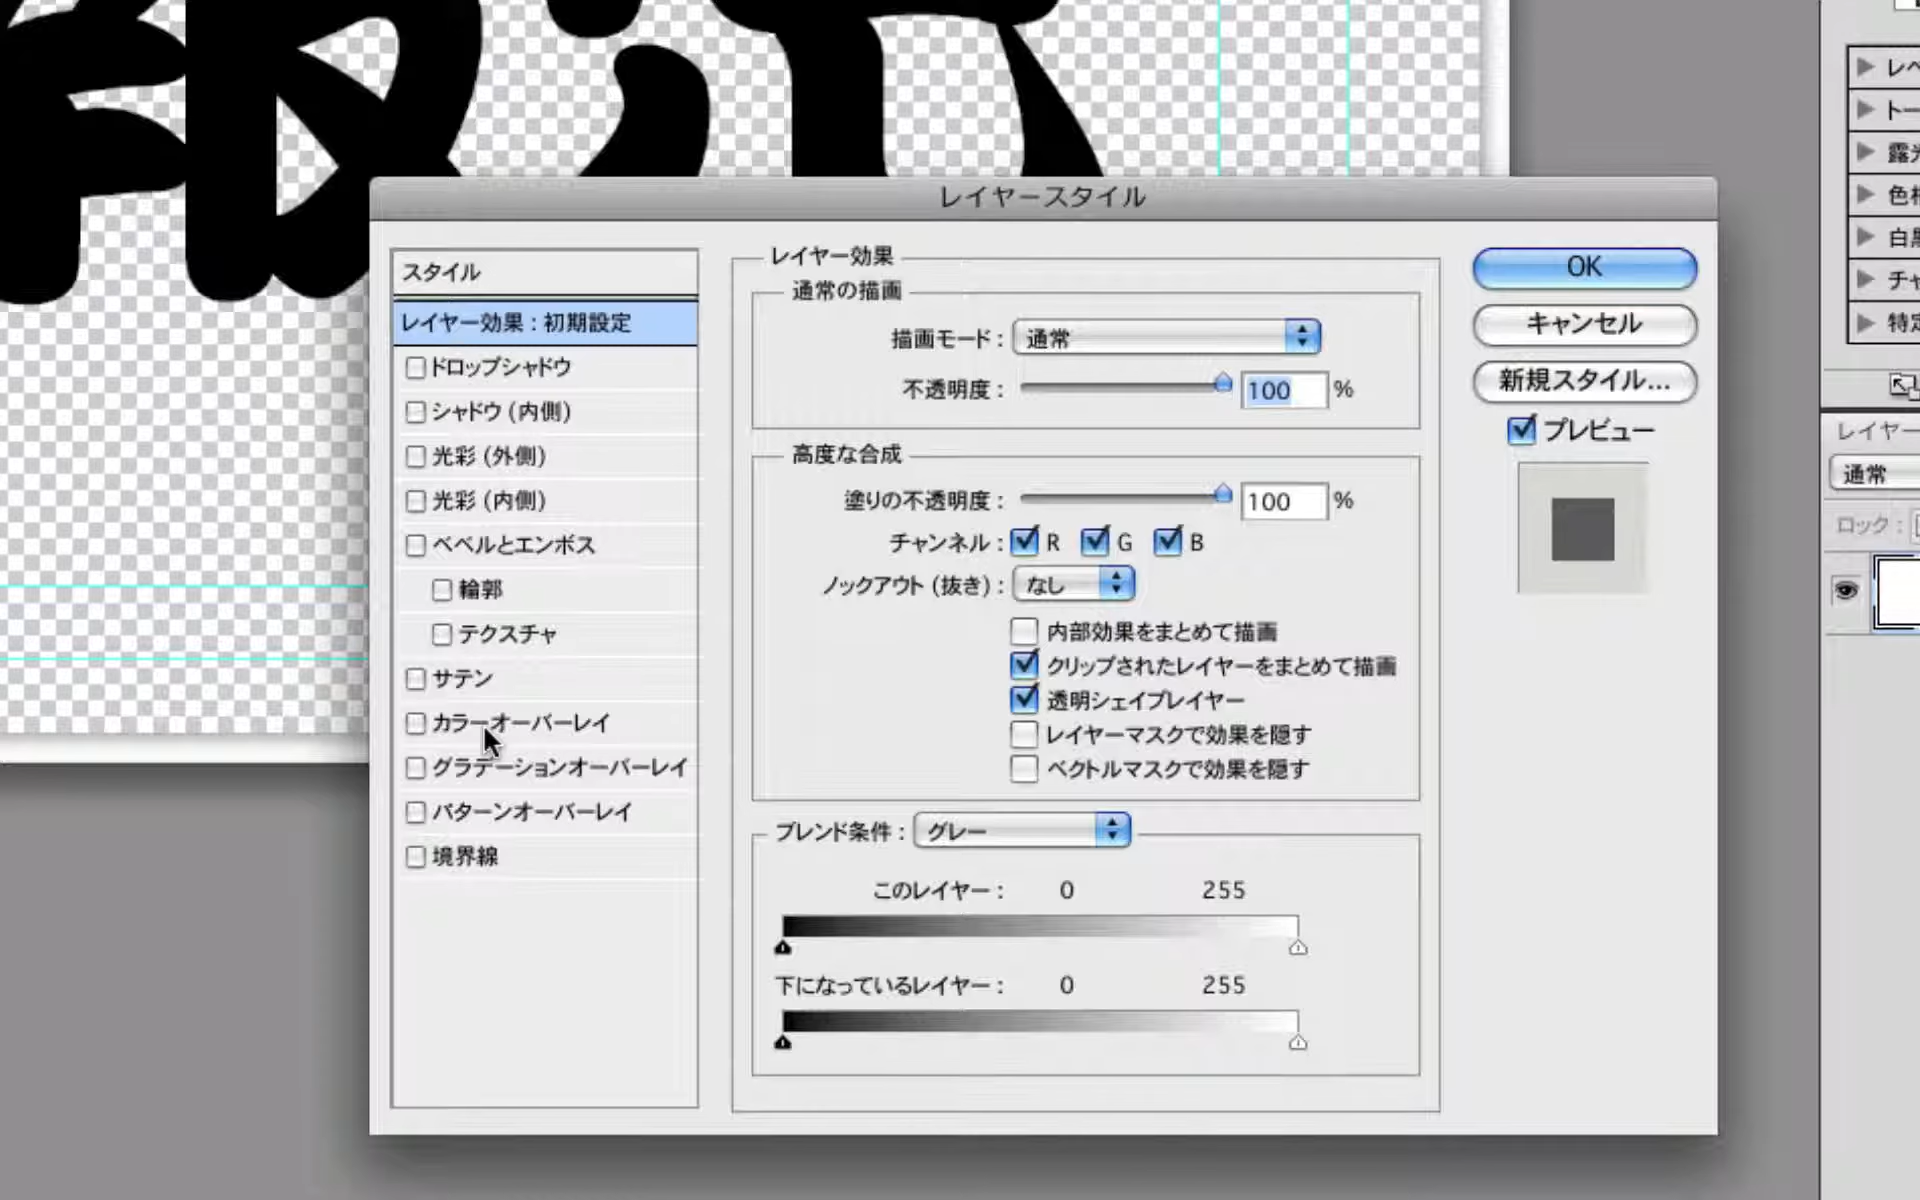 レイヤースタイル
スタイル
レイヤー効果 : 初期設定
ドロップシャドウ
シャドウ (内側)
光彩 (外側)
光彩 (内側)
ベベルとエンボス
輪郭
テクスチャ
サテン
カラーオーバーレイ
グラデーションオーバーレイ
パターンオーバーレイ
境界線
レイヤー効果
通常の描画
描画モード : 通常
不透明度 : 100 %
高度な合成
塗りの不透明度 : 100 %
チャンネル : R G B
ノックアウト (抜き) : なし
内部効果をまとめて描画
クリップされたレイヤーをまとめて描画
透明シェイプレイヤー
レイヤーマスクで効果を隠す
ベクトルマスクで効果を隠す
ブレンド条件 : グレー
このレイヤー : 0 255
下になっているレイヤー : 0 255
OK
キャンセル
新規スタイル...
プレビュー
レイヤー
通常
ロック :